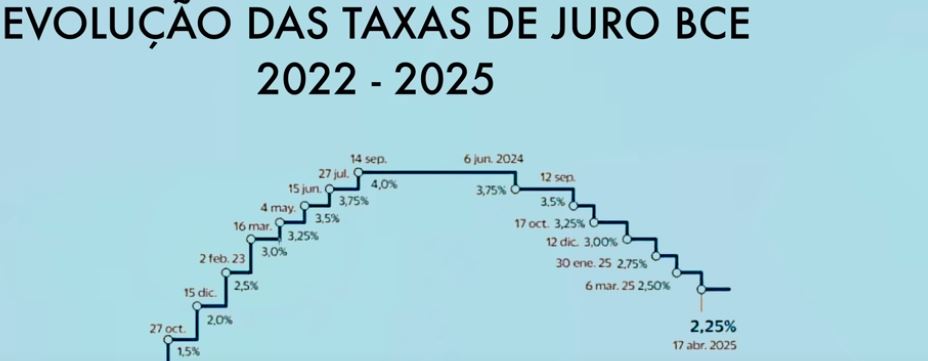 EVOLUÇÃO DAS TAXAS DE JURO BCE
2022 - 2025
14 sep.
6 jun. 2024
27 jul.
4,0%
12 sep.
15 jun.
3,75%
3,75%
3,5%
4 may.
3,5%
17 oct. 3,25%
16 mar.
3,25%
12 dic. 3,00%
3,0%
2 feb. 23
30 ene. 25 2,75%
2,5%
6 mar. 25 2,50%
15 dic.
2,0%
2,25%
27 oct.
17 abr. 2025
1,5%